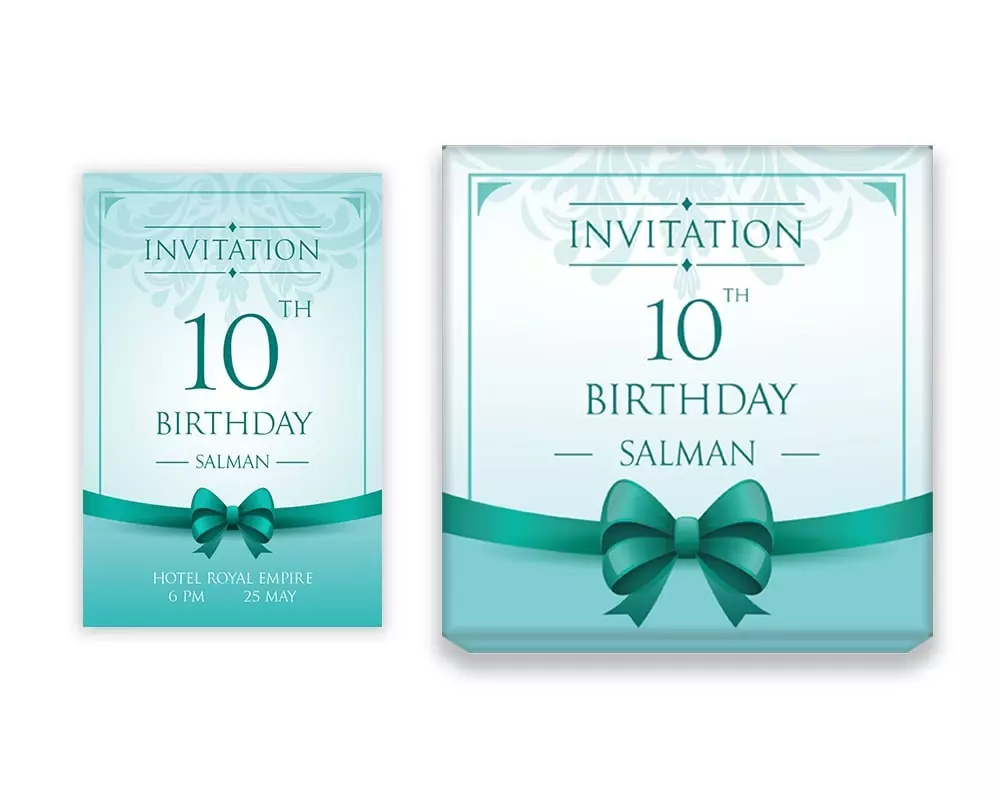 INVITATION
10TH
BIRTHDAY
SALMAN
HOTEL ROYAL EMPIRE
6 PM 25 MAY
INVITATION
10TH
BIRTHDAY
SALMAN